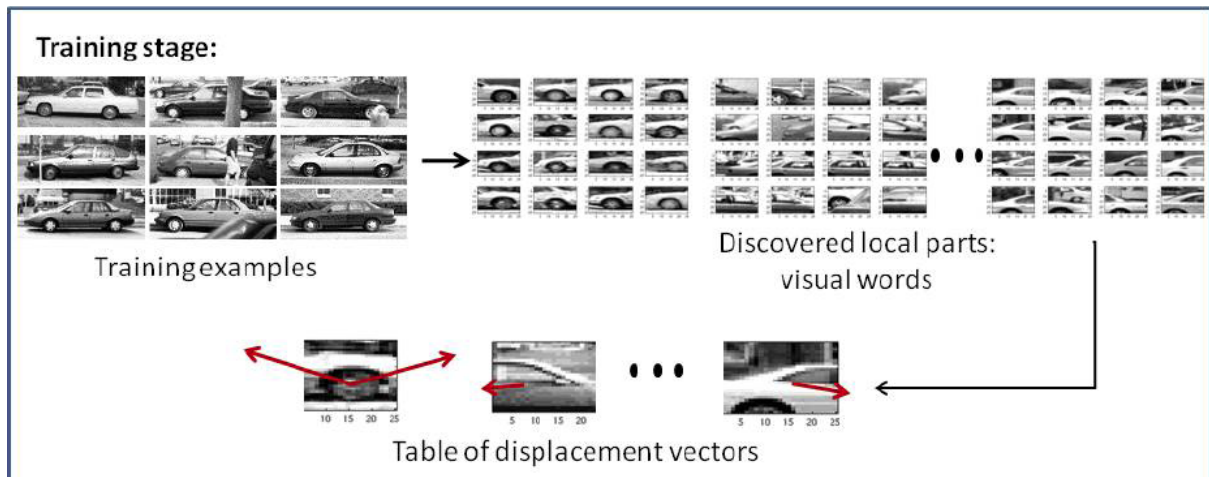 Training stage:
Training examples
Discovered local parts:
visual words
10 15 20 25
5 10 15 20
5 10 15 20 25
Table of displacement vectors